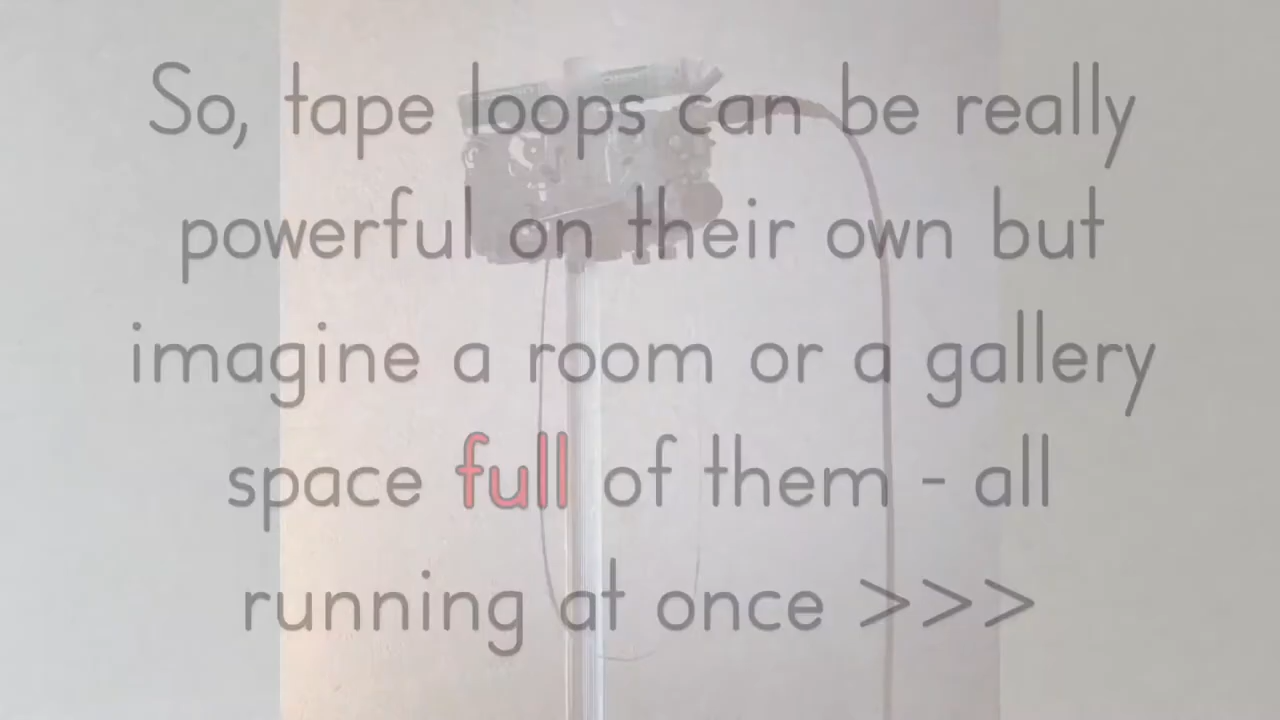 So, tape loops can be really
powerful on their own but
imagine a room or a gallery
space full of them - all
running at once >>>